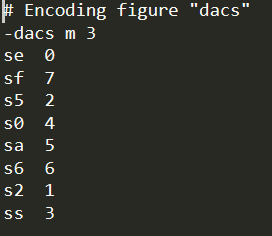 # Encoding figure "dacs"
-dacs m 3
se  0
sf  7
s5  2
s0  4
sa  5
s6  6
s2  1
ss  3